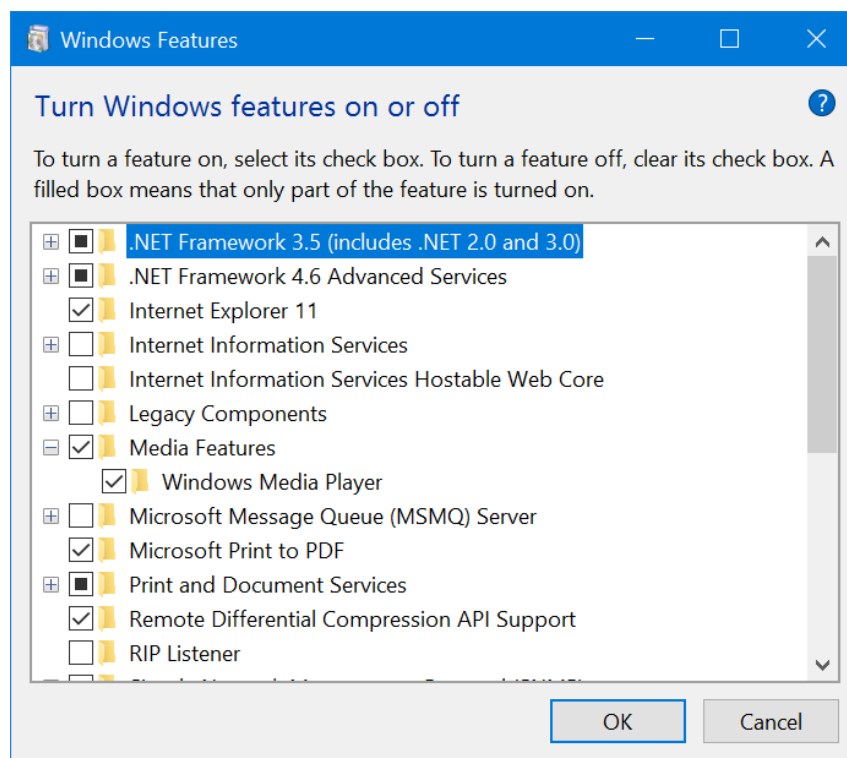 Windows Features
Turn Windows features on or off
To turn a feature on, select its check box. To turn a feature off, clear its check box. A
filled box means that only part of the feature is turned on.
.NET Framework 3.5 (includes .NET 2.0 and 3.0)
.NET Framework 4.6 Advanced Services
Internet Explorer 11
Internet Information Services
Internet Information Services Hostable Web Core
Legacy Components
Media Features
Windows Media Player
Microsoft Message Queue (MSMQ) Server
Microsoft Print to PDF
Print and Document Services
Remote Differential Compression API Support
RIP Listener
OK
Cancel